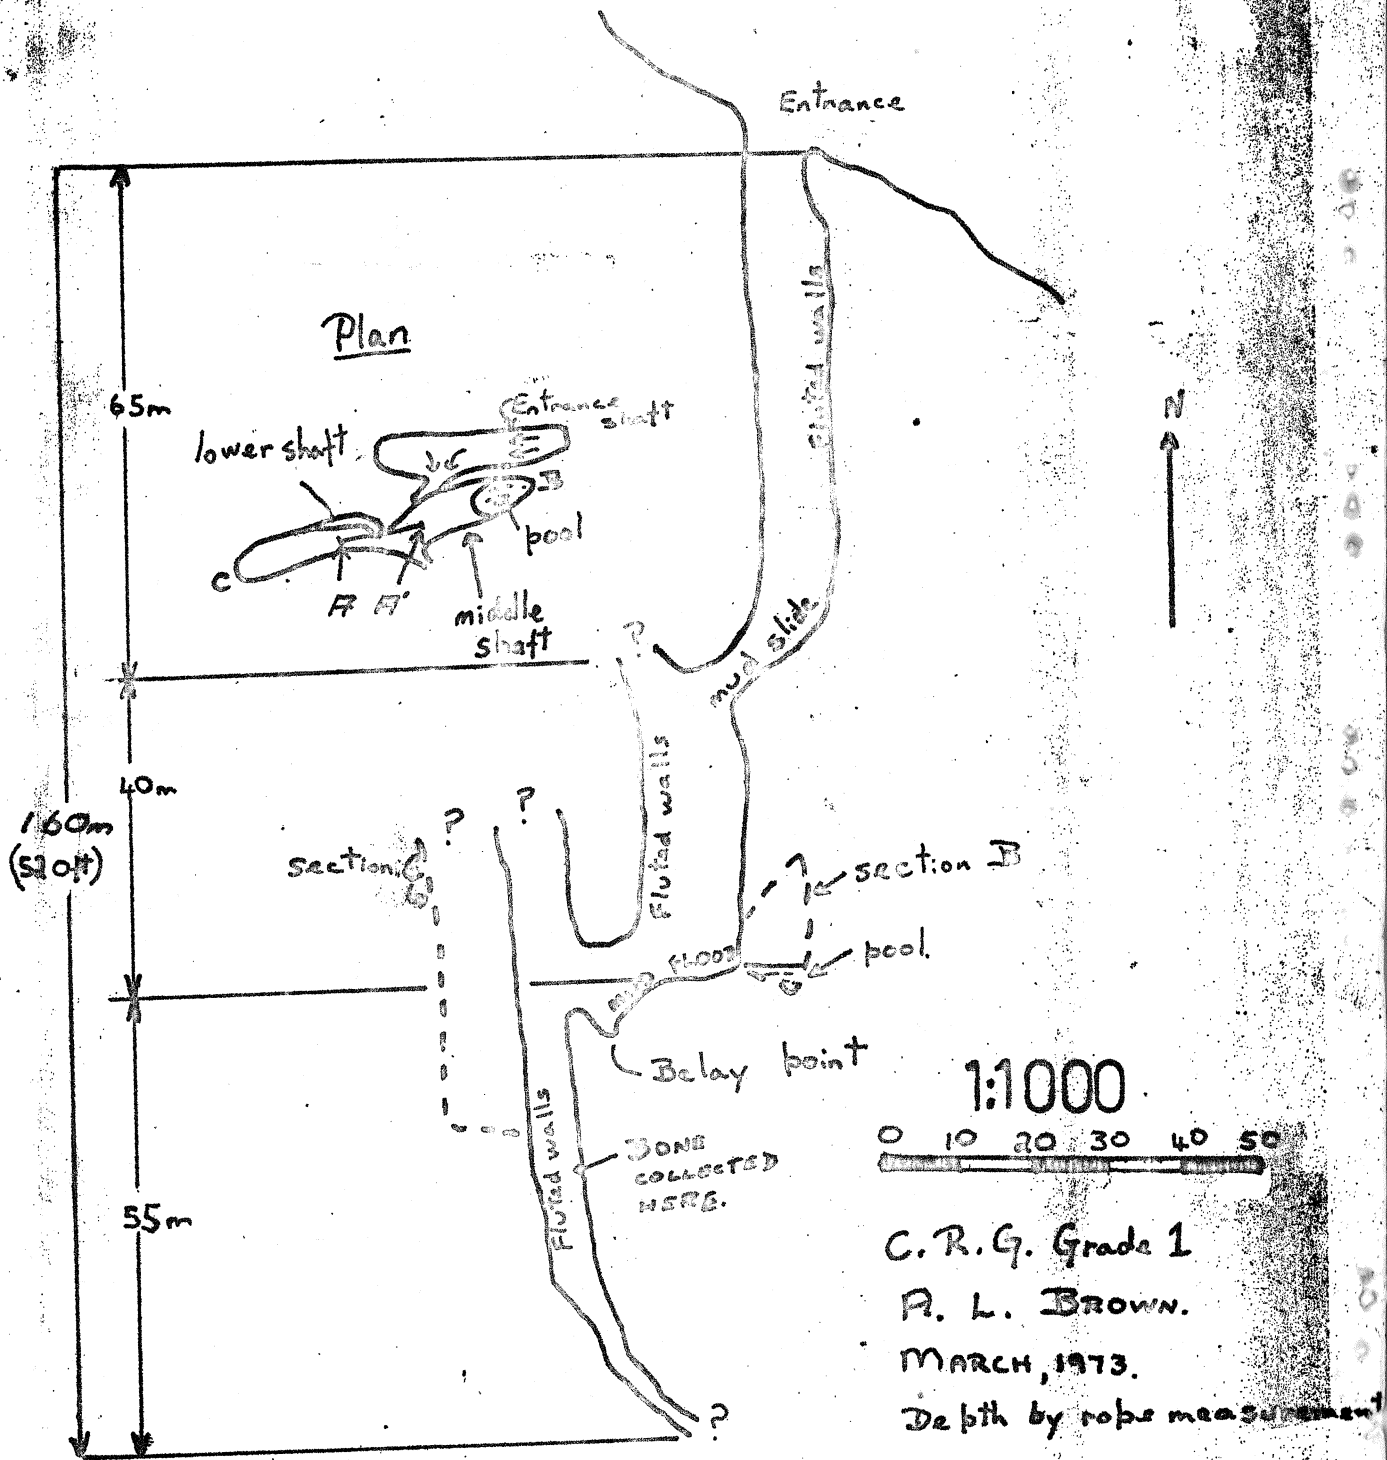 Entrance
Fluted walls
Plan
65m
Entrance
shaft
lower shaft
B
pool
C
A A'
middle
shaft
N
?
mud slide
40m
Fluted walls
160m
(520ft)
?
?
section
C
section B
pool.
FLOOR
MUD
Belay point
1:1000
0 10 20 30 40 50
BONE
COLLECTED
HERE.
Fluted walls
55m
C.R.G. Grade 1
A. L. BROWN.
MARCH, 1973.
Depth by rope measurement
?